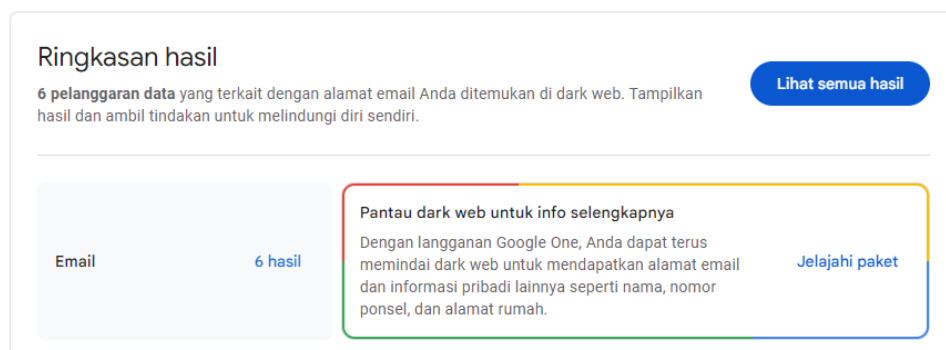 Ringkasan hasil
6 pelanggaran data yang terkait dengan alamat email Anda ditemukan di dark web. Tampilkan
hasil dan ambil tindakan untuk melindungi diri sendiri.
Lihat semua hasil
Email
6 hasil
Pantau dark web untuk info selengkapnya
Dengan langganan Google One, Anda dapat terus
memindai dark web untuk mendapatkan alamat email
dan informasi pribadi lainnya seperti nama, nomor
ponsel, dan alamat rumah.
Jelajahi paket